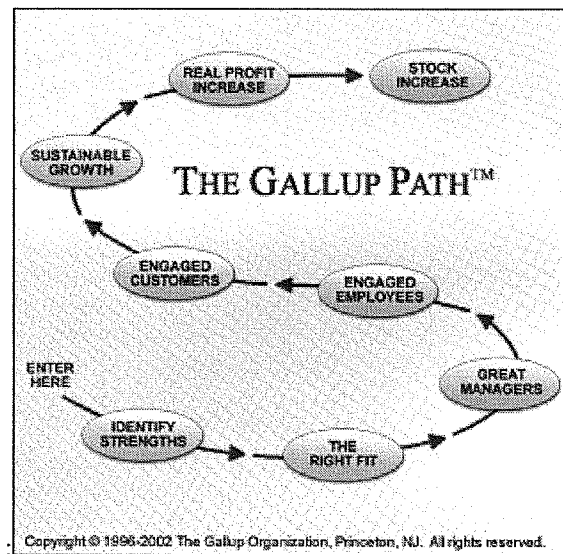 REAL PROFIT
INCREASE
STOCK
INCREASE
SUSTAINABLE
GROWTH
THE GALLUP PATH™
ENGAGED
CUSTOMERS
ENGAGED
EMPLOYEES
GREAT
MANAGERS
ENTER
HERE
IDENTIFY
STRENGTHS
THE
RIGHT FIT
Copyright © 1996-2002 The Gallup Organization, Princeton, NJ. All rights reserved.